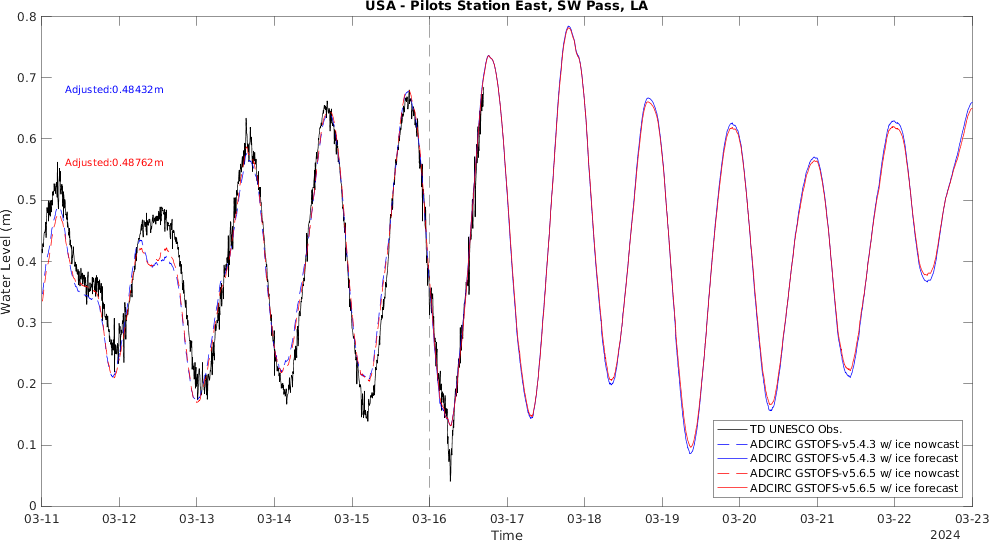 USA - Pilots Station East, SW Pass, LA
0.8
0.7
0.6
0.5
0.4
0.3
0.2
0.1
0
Water Level (m)
Adjusted:0.48432m
Adjusted:0.48762m
TD UNESCO Obs.
ADCIRC GSTOFS-v5.4.3 w/ ice nowcast
ADCIRC GSTOFS-v5.4.3 w/ ice forecast
ADCIRC GSTOFS-v5.6.5 w/ ice nowcast
ADCIRC GSTOFS-v5.6.5 w/ ice forecast
03-11 03-12 03-13 03-14 03-15 03-16 03-17 03-18 03-19 03-20 03-21 03-22 03-23
Time
2024